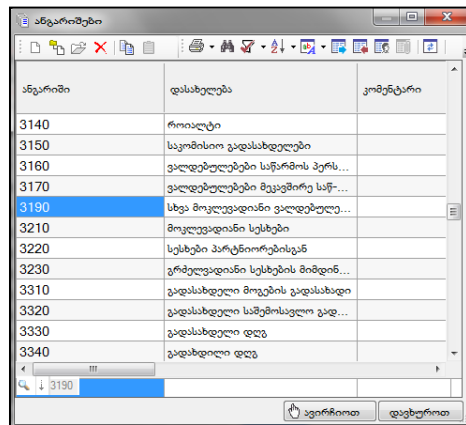 ანგარიშები
ანგარიში დასახელება კომენტარი
3140 როიალტი
3150 საკომისიო გადასახდელები
3160 ვალდებულებები საწარმოს პერს...
3170 ვალდებულებები მეკავშირე საწ-...
3190 სხვა მოკლევადიანი ვალდებულე...
3210 მოკლევადიანი სესხები
3220 სესხები პარტნიორებისგან
3230 გრძელვადიანი სესხების მიმდინ...
3310 გადასახდელი მოგების გადასახადი
3320 გადასახდელი საშემოსავლო გად...
3330 გადასახდელი დღგ
3340 გადახდილი დღგ
3190
ავირჩიოთ დავხუროთ